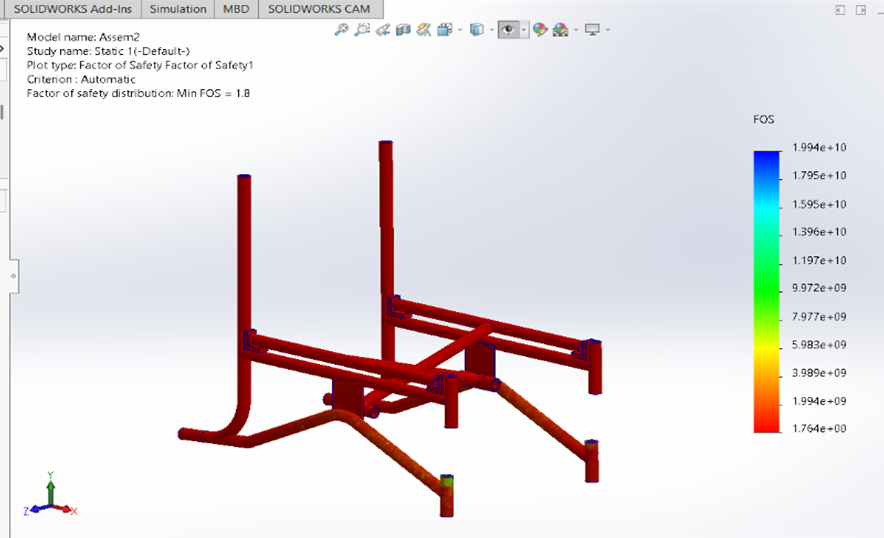 SOLIDWORKS Add-Ins Simulation MBD SOLIDWORKS CAM
Model name: Assem2
Study name: Static 1(-Default-)
Plot type: Factor of Safety Factor of Safety1
Criterion : Automatic
Factor of safety distribution: Min FOS = 1.8
FOS
1.994e+10
1.795e+10
1.595e+10
1.396e+10
1.197e+10
9.972e+09
7.977e+09
5.983e+09
3.989e+09
1.994e+09
1.764e+00
Y
Z X